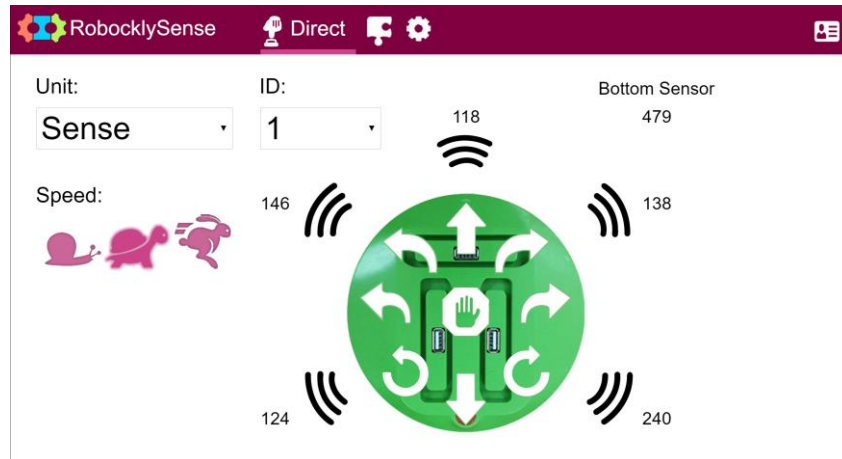 RobocklySense Direct
Unit: ID: Bottom Sensor
Sense 1 118 479
Speed: 146 138
124 240